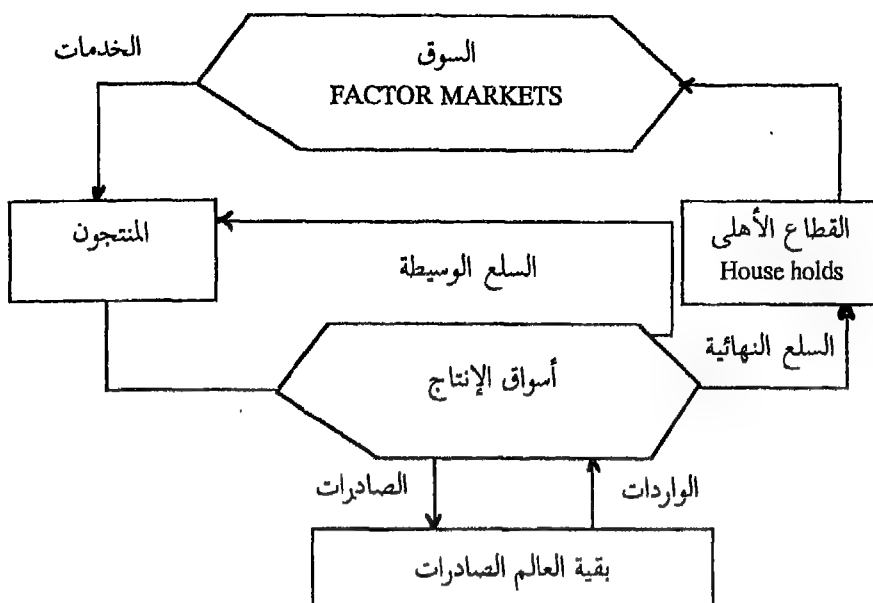 الخدمات
السوق
FACTOR MARKETS
المنتجون
القطاع الأهلى
House holds
السلع الوسيطة
السلع النهائية
أسواق الإنتاج
الصادرات
الواردات
بقية العالم الصادرات